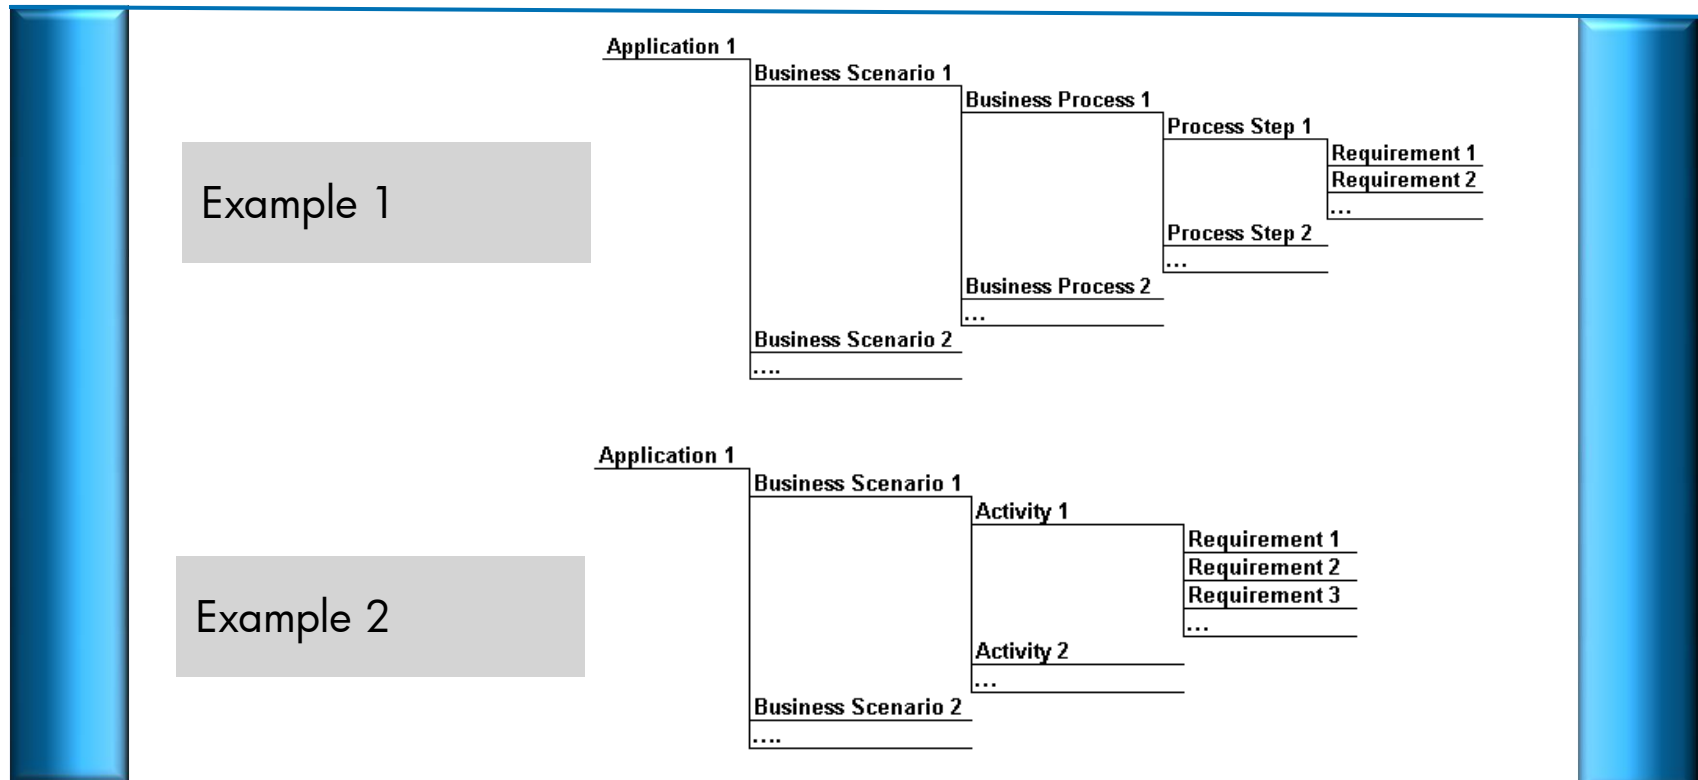 Application 1
Business Scenario 1
Business Process 1
Process Step 1
Requirement 1
Requirement 2
...
Process Step 2
...
Business Process 2
...
Business Scenario 2
....
Example 1
Application 1
Business Scenario 1
Activity 1
Requirement 1
Requirement 2
Requirement 3
...
Activity 2
...
Business Scenario 2
....
Example 2